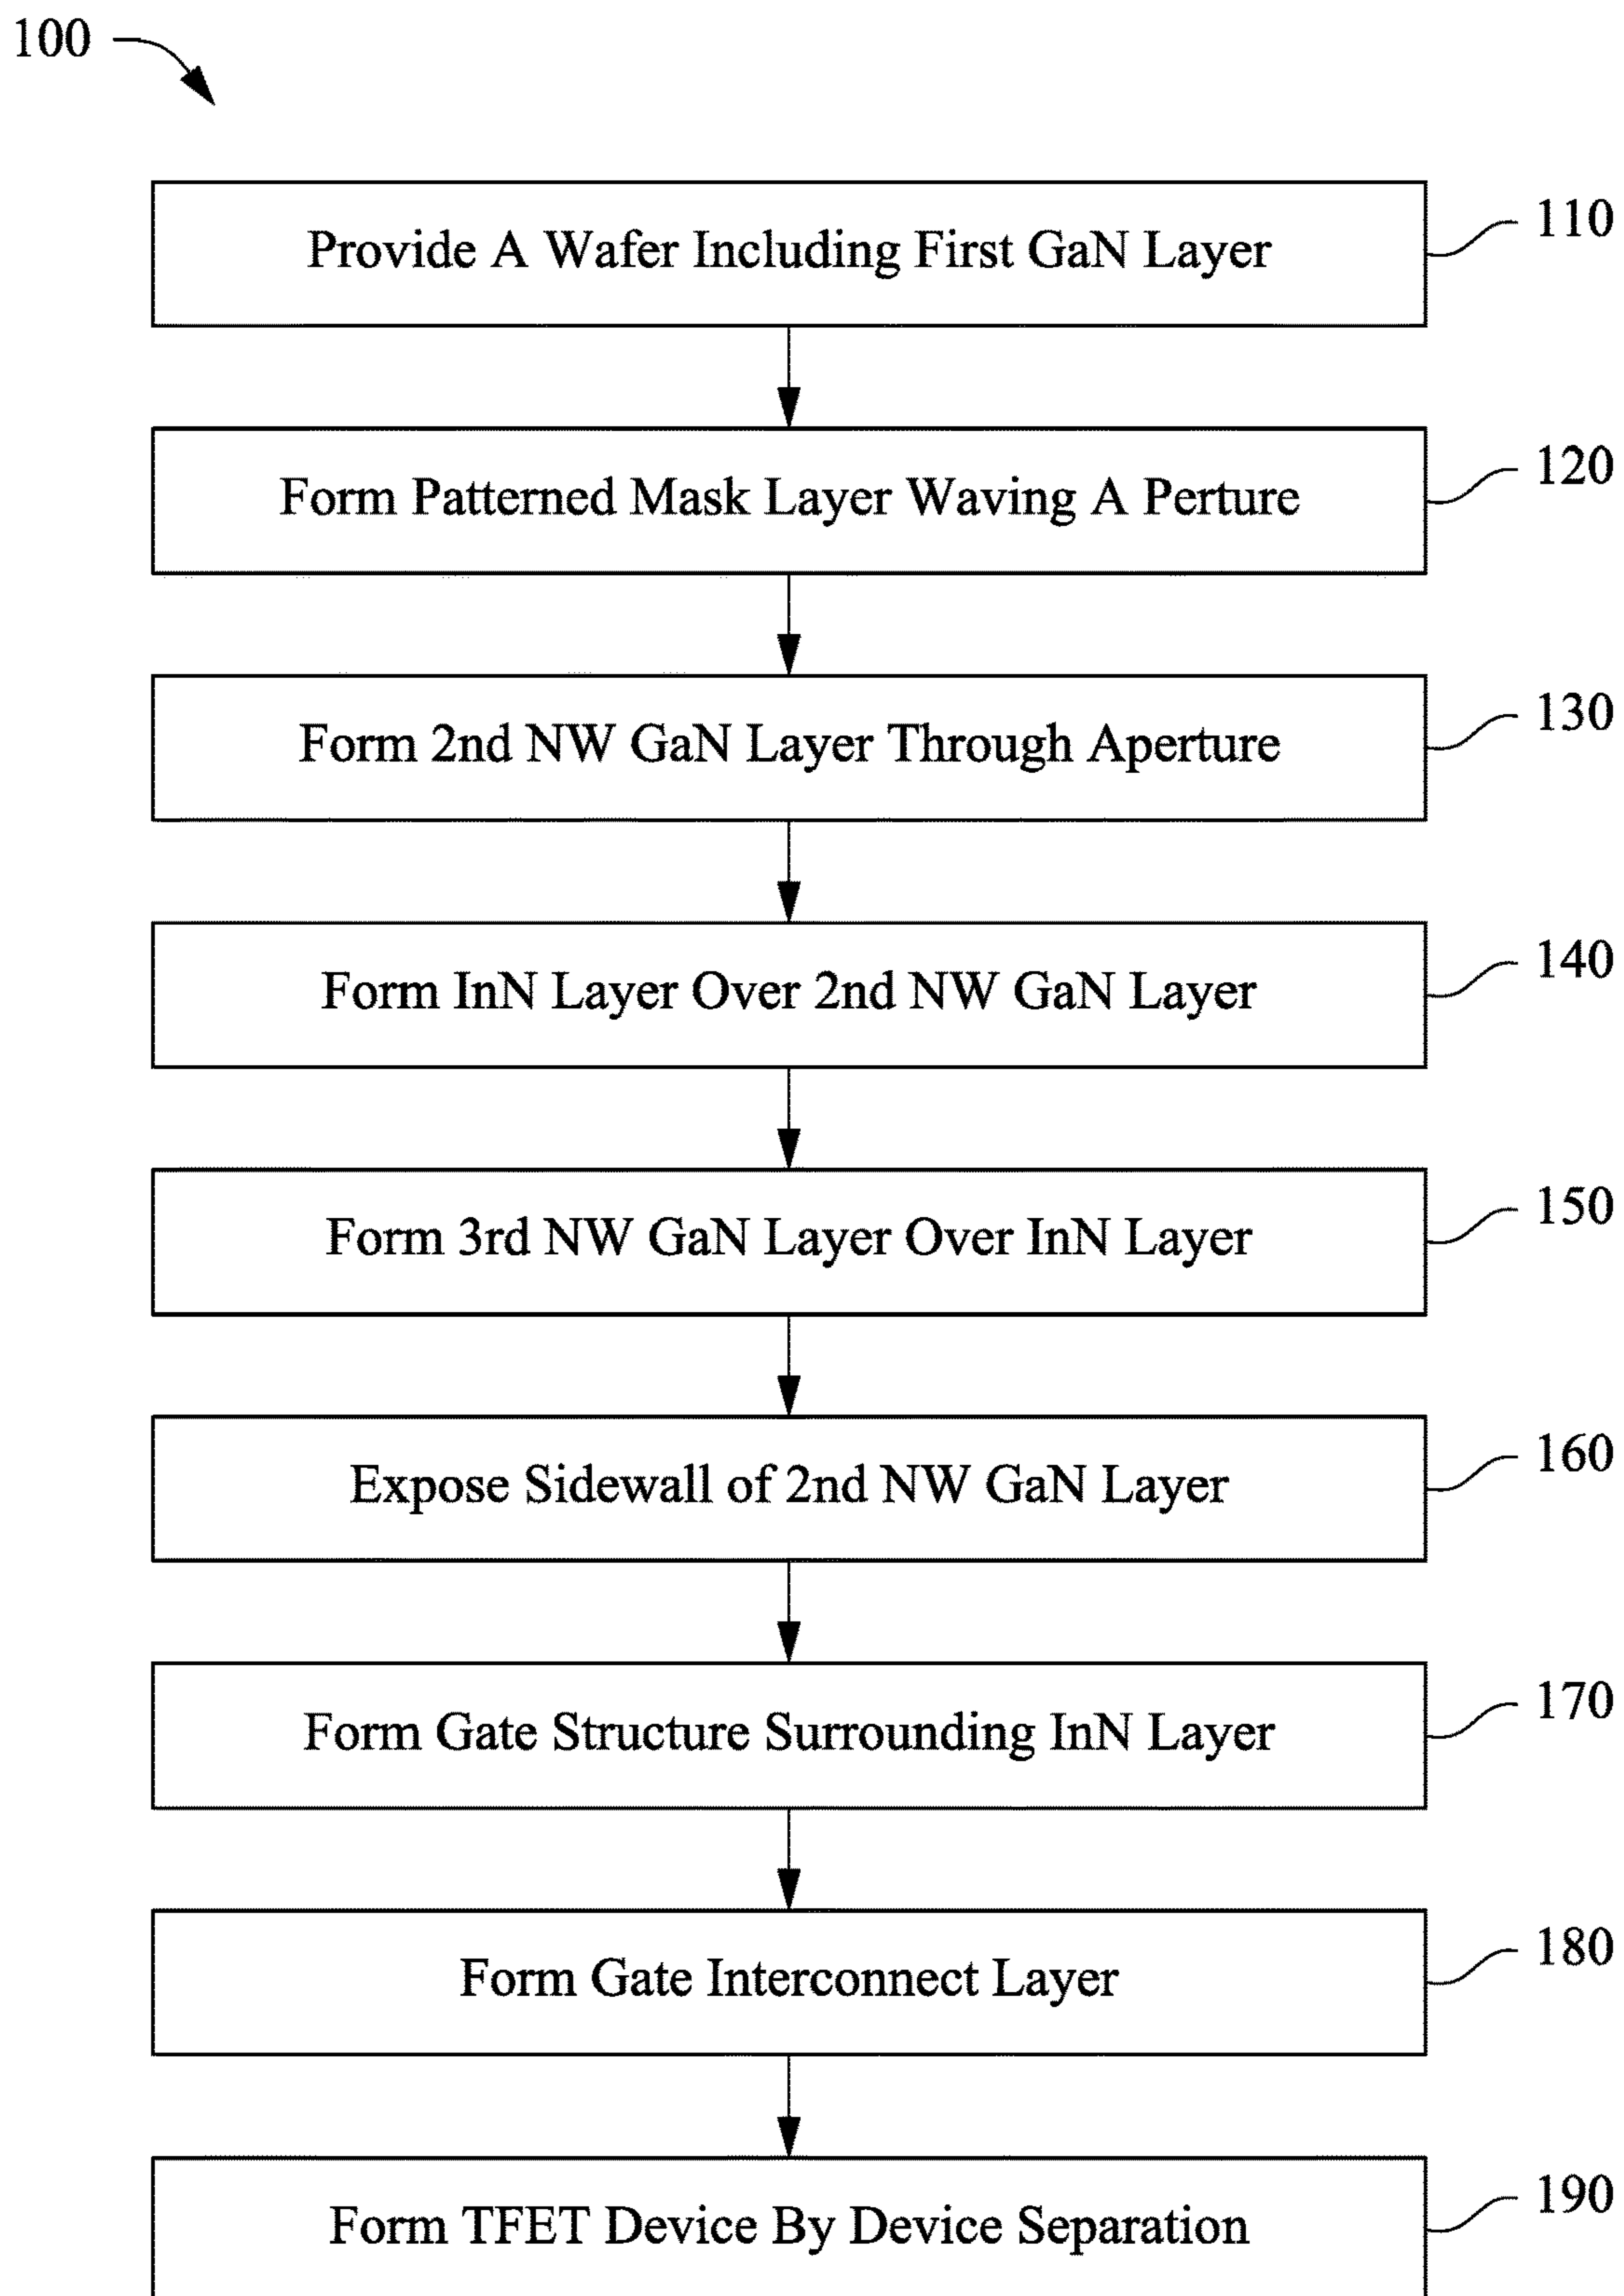 100
Provide A Wafer Including First GaN Layer
110
Form Patterned Mask Layer Waving A Perture
120
Form 2nd NW GaN Layer Through Aperture
130
Form InN Layer Over 2nd NW GaN Layer
140
Form 3rd NW GaN Layer Over InN Layer
150
Expose Sidewall of 2nd NW GaN Layer
160
Form Gate Structure Surrounding InN Layer
170
Form Gate Interconnect Layer
180
Form TFET Device By Device Separation
190